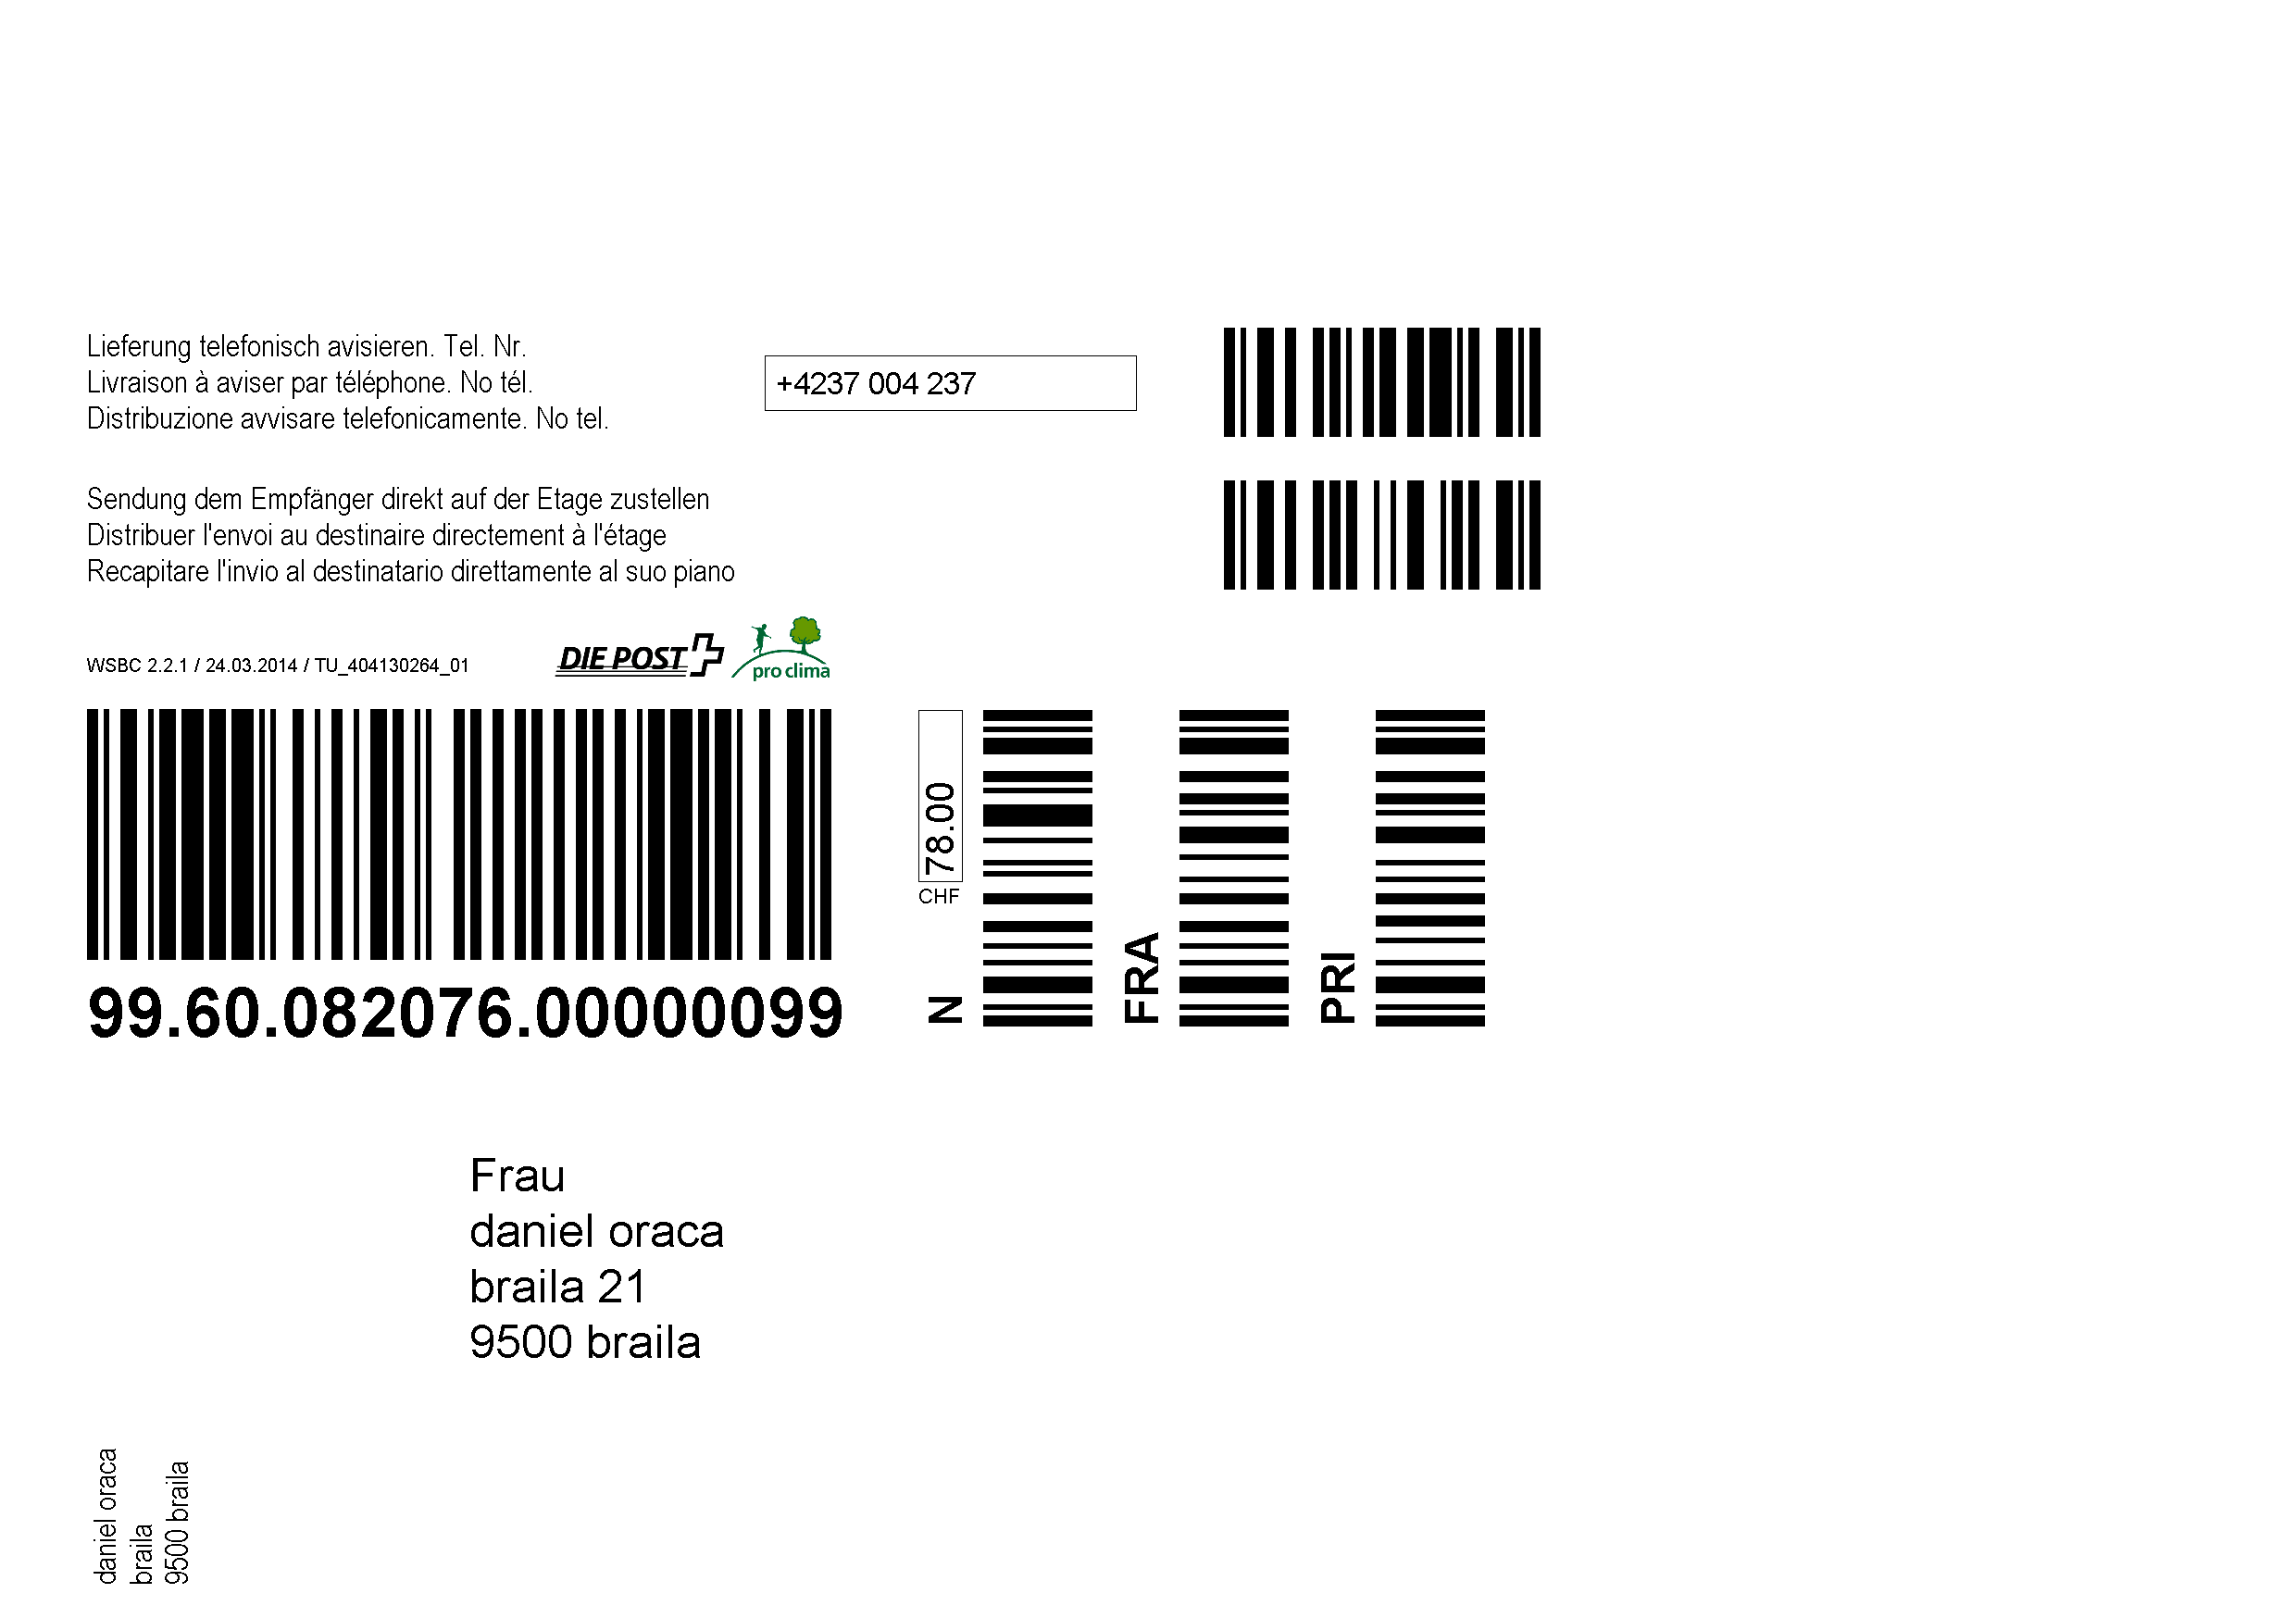 Lieferung telefonisch avisieren. Tel. Nr.
Livraison à aviser par téléphone. No tél.
Distribuzione avvisare telefonicamente. No tel.
+4237 004 237
Sendung dem Empfänger direkt auf der Etage zustellen
Distribuer l'envoi au destinaire directement à l'étage
Recapitare l'invio al destinatario direttamente al suo piano
WSBC 2.2.1 / 24.03.2014 / TU_404130264_01
DIE POST
pro clima
99.60.082076.00000099
78.00
CHF
N
FRA
PRI
Frau
daniel oraca
braila 21
9500 braila
daniel oraca
braila
9500 braila